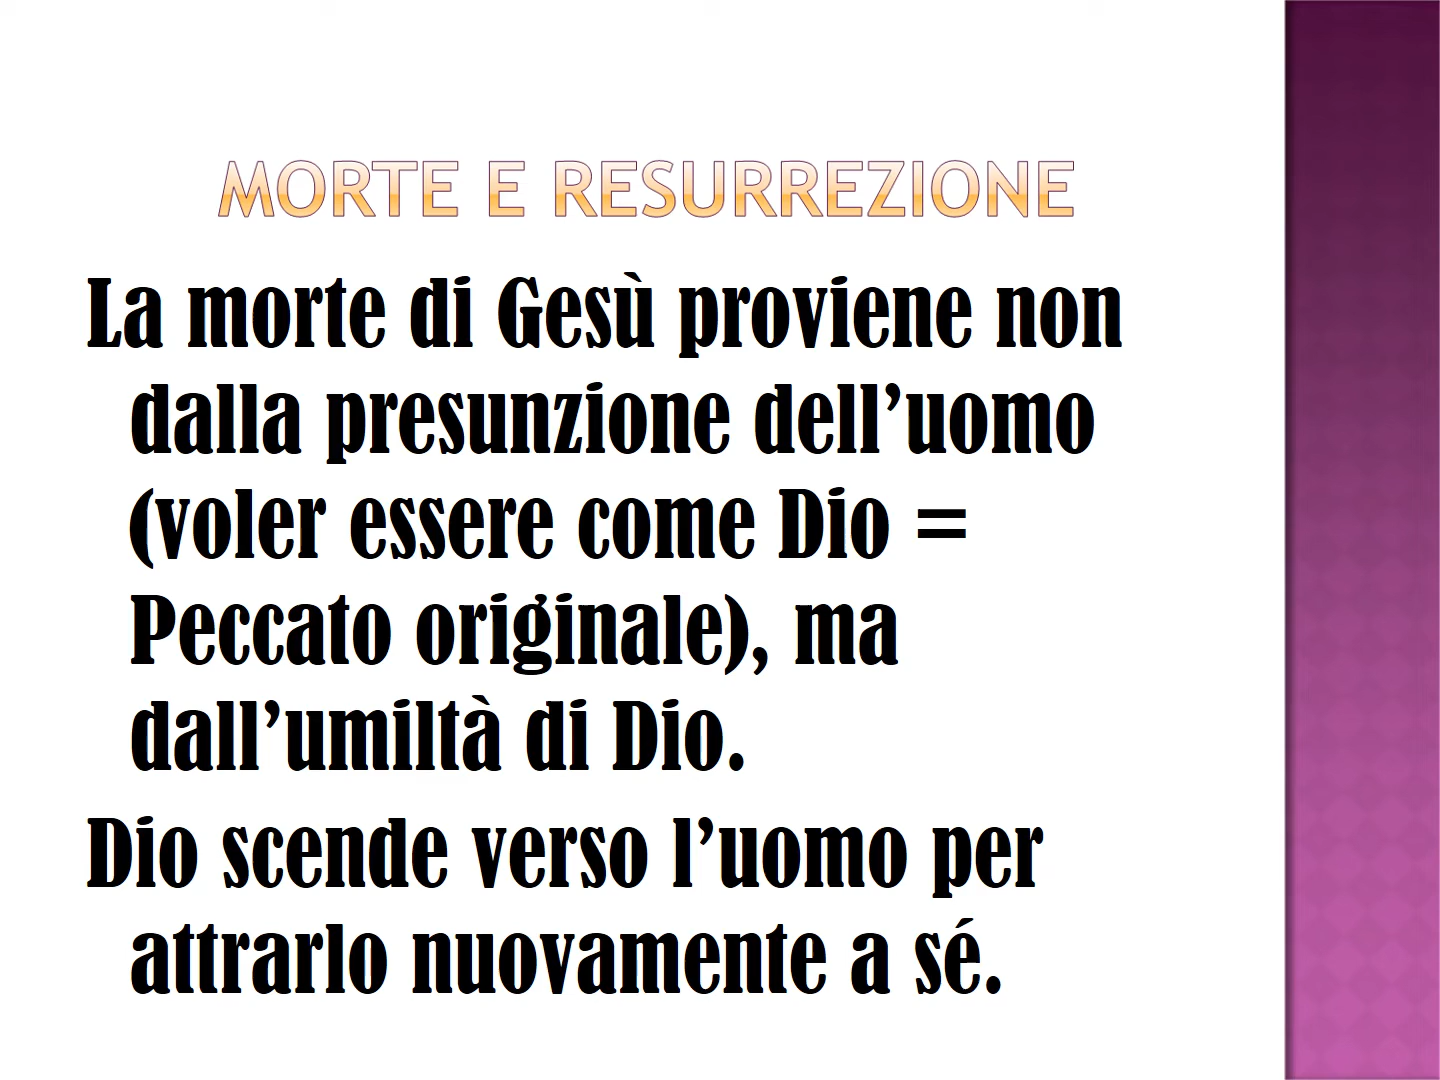 MORTE E RESURREZIONE
La morte di Gesù proviene non
dalla presunzione dell’uomo
(voler essere come Dio =
Peccato originale), ma
dall’umiltà di Dio.
Dio scende verso l’uomo per
attrarlo nuovamente a sé.